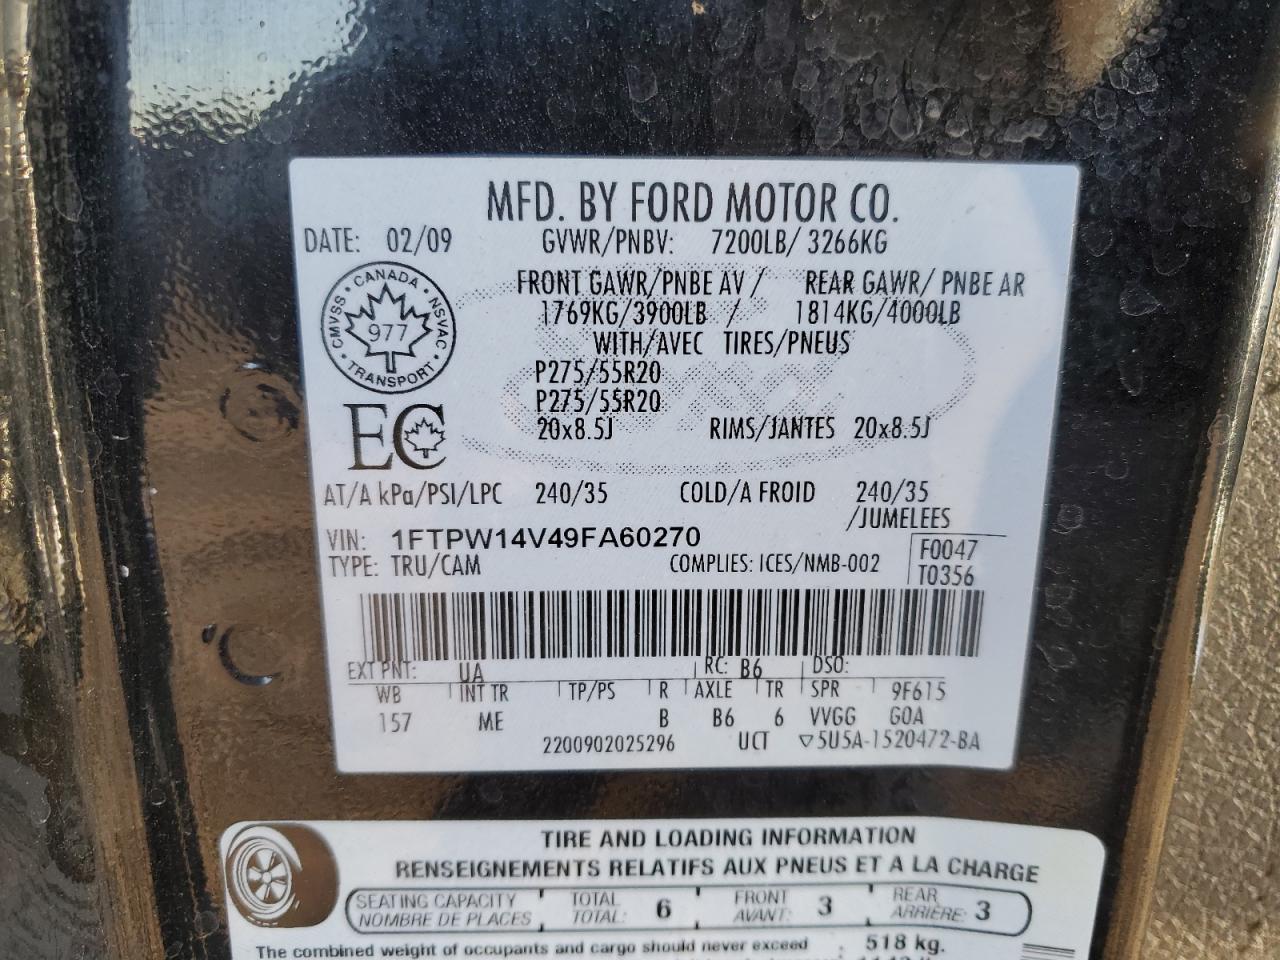 MFD. BY FORD MOTOR CO.
DATE: 02/09 GVWR/PNBV: 7200LB/ 3266KG
FRONT GAWR/PNBE AV / REAR GAWR/ PNBE AR
1769KG/3900LB / 1814KG/4000LB
WITH/AVEC TIRES/PNEUS
CANADA CMVSS NSVAC TRANSPORT
977
P275/55R20
P275/55R20
20x8.5J RIMS/JANTES 20x8.5J
EC
AT/A kPa/PSI/LPC 240/35 COLD/A FROID 240/35
/JUMELEES
VIN: 1FTPW14V49FA60270
TYPE: TRU/CAM COMPLIES: ICES/NMB-002
F0047
T0356
EXT PNT: UA RC: B6 DSO:
WB INT TR TP/PS R AXLE TR SPR 9F615
157 ME B B6 6 VVGG G0A
2200902025296 UCT ▽5U5A-1520472-BA
TIRE AND LOADING INFORMATION
RENSEIGNEMENTS RELATIFS AUX PNEUS ET A LA CHARGE
SEATING CAPACITY TOTAL FRONT REAR
NOMBRE DE PLACES TOTAL: 6 AVANT: 3 ARRIÈRE: 3
The combined weight of occupants and cargo should never exceed 518 kg.